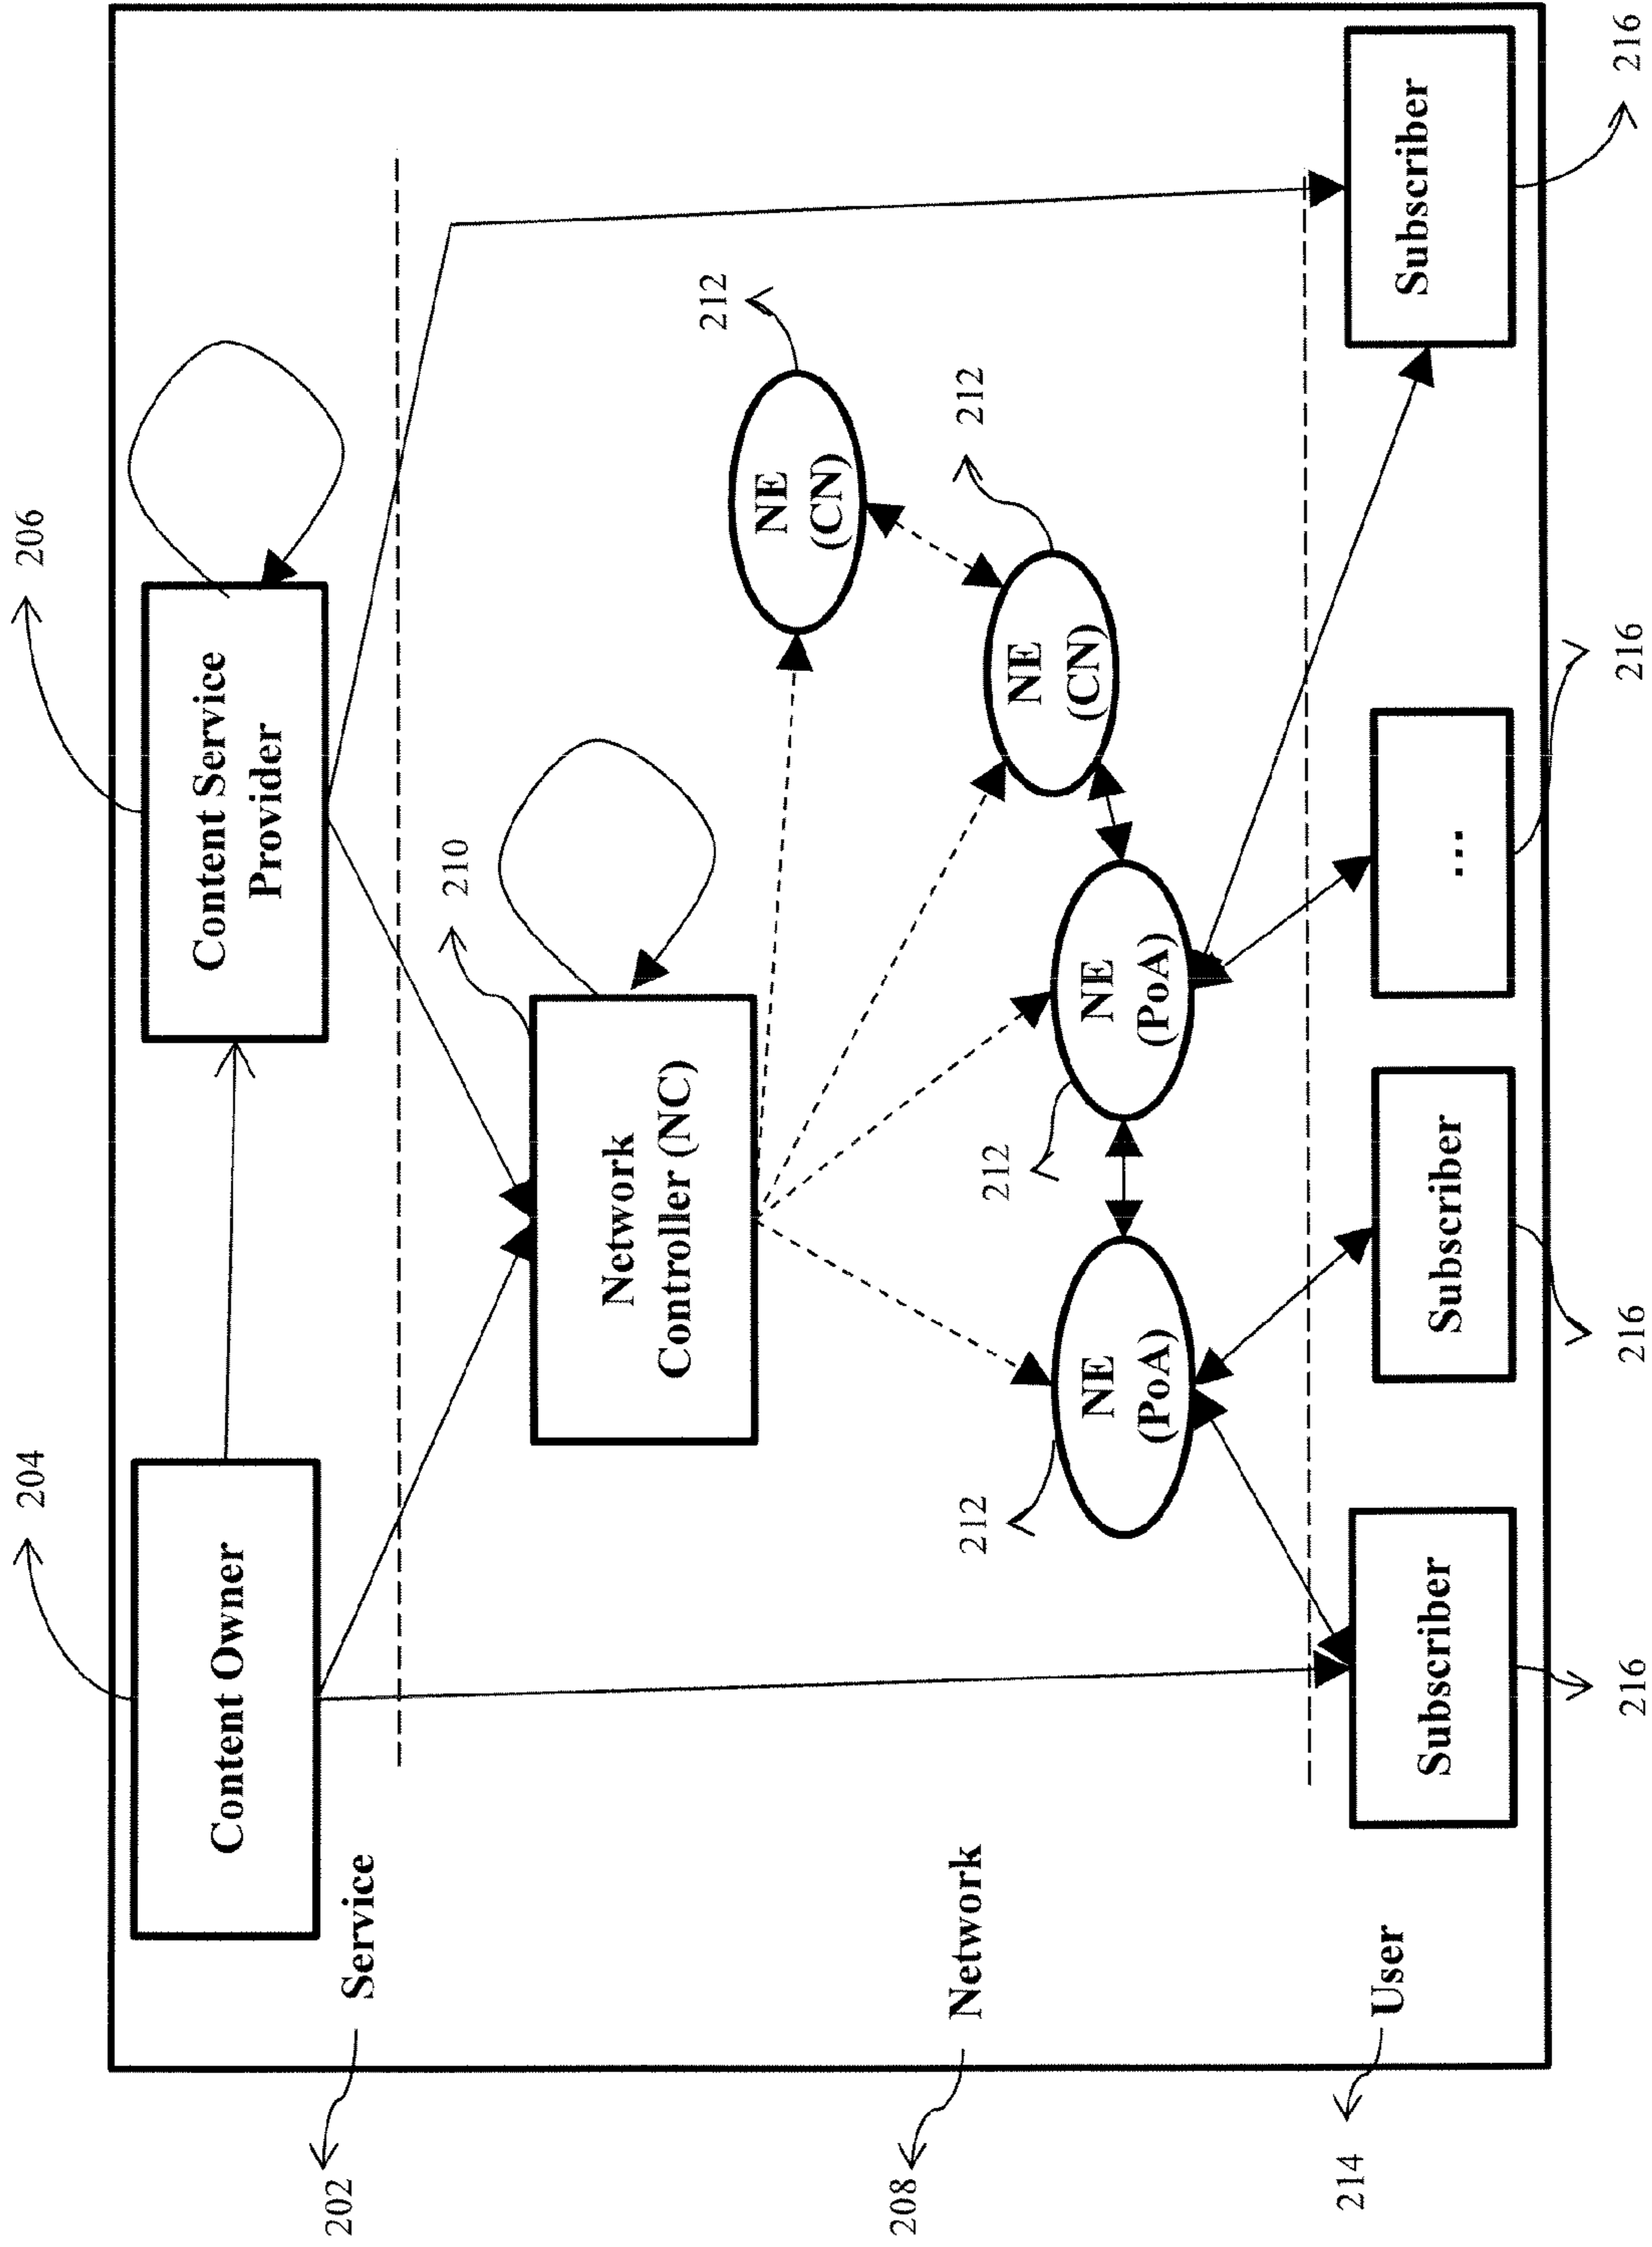 204
206
Content Owner
Content Service
Provider
202
Service
210
Network
Controller (NC)
212
NE
(CN)
212
NE
(CN)
208
Network
212
212
NE
(PoA)
NE
(PoA)
214
User
Subscriber
Subscriber
...
Subscriber
216
216
216
216